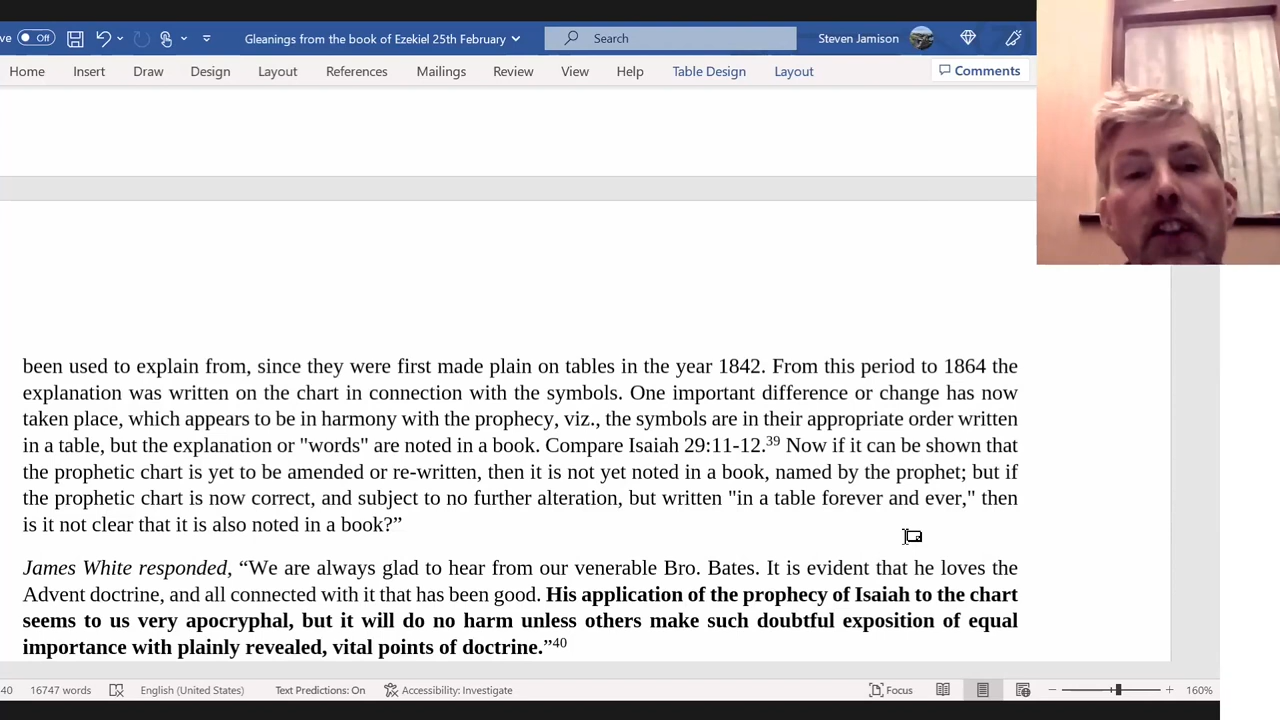 ve Off Gleanings from the book of Ezekiel 25th February Search Steven Jamison
Home Insert Draw Design Layout References Mailings Review View Help Table Design Layout Comments
been used to explain from, since they were first made plain on tables in the year 1842. From this period to 1864 the
explanation was written on the chart in connection with the symbols. One important difference or change has now
taken place, which appears to be in harmony with the prophecy, viz., the symbols are in their appropriate order written
in a table, but the explanation or "words" are noted in a book. Compare Isaiah 29:11-12.39 Now if it can be shown that
the prophetic chart is yet to be amended or re-written, then it is not yet noted in a book, named by the prophet; but if
the prophetic chart is now correct, and subject to no further alteration, but written "in a table forever and ever," then
is it not clear that it is also noted in a book?”
James White responded, “We are always glad to hear from our venerable Bro. Bates. It is evident that he loves the
Advent doctrine, and all connected with it that has been good. His application of the prophecy of Isaiah to the chart
seems to us very apocryphal, but it will do no harm unless others make such doubtful exposition of equal
importance with plainly revealed, vital points of doctrine.”40
40 16747 words English (United States) Text Predictions: On Accessibility: Investigate Focus 160%